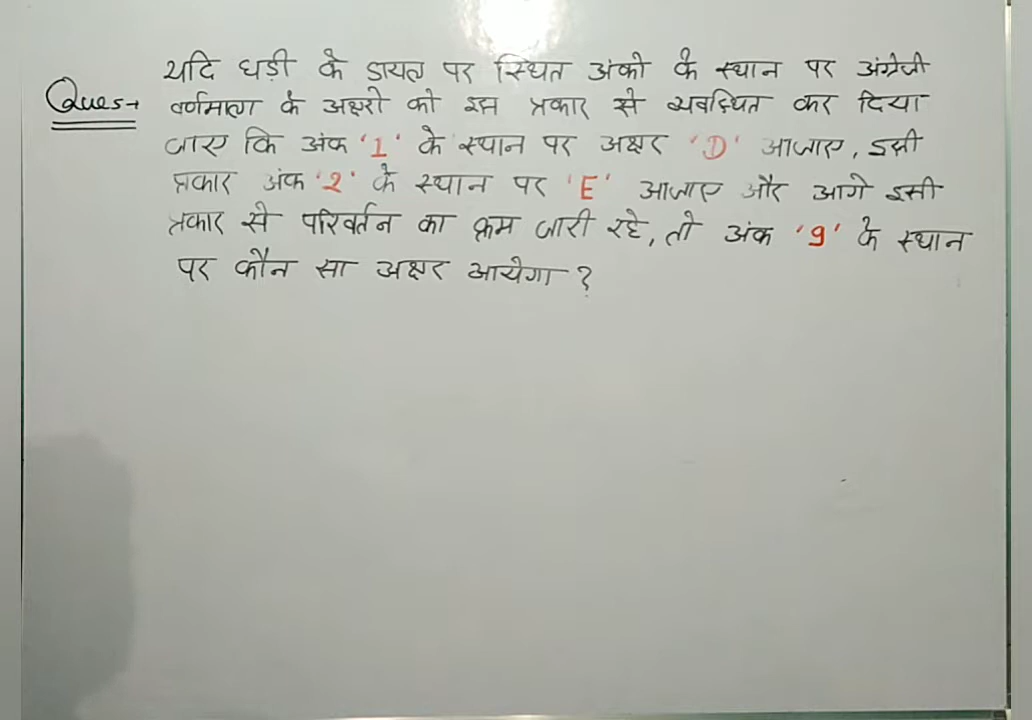 Ques→ यदि घड़ी के डायल पर स्थित अंको के स्थान पर अंग्रेजी
वर्णमाला के अक्षरो को इस प्रकार से व्यवस्थित कर दिया
जाए कि अंक '1' के स्थान पर अक्षर 'D' आजाए, इसी
प्रकार अंक '2' के स्थान पर 'E' आजाए और आगे इसी
प्रकार से परिवर्तन का क्रम जारी रहे, तो अंक '9' के स्थान
पर कौन सा अक्षर आयेगा ?